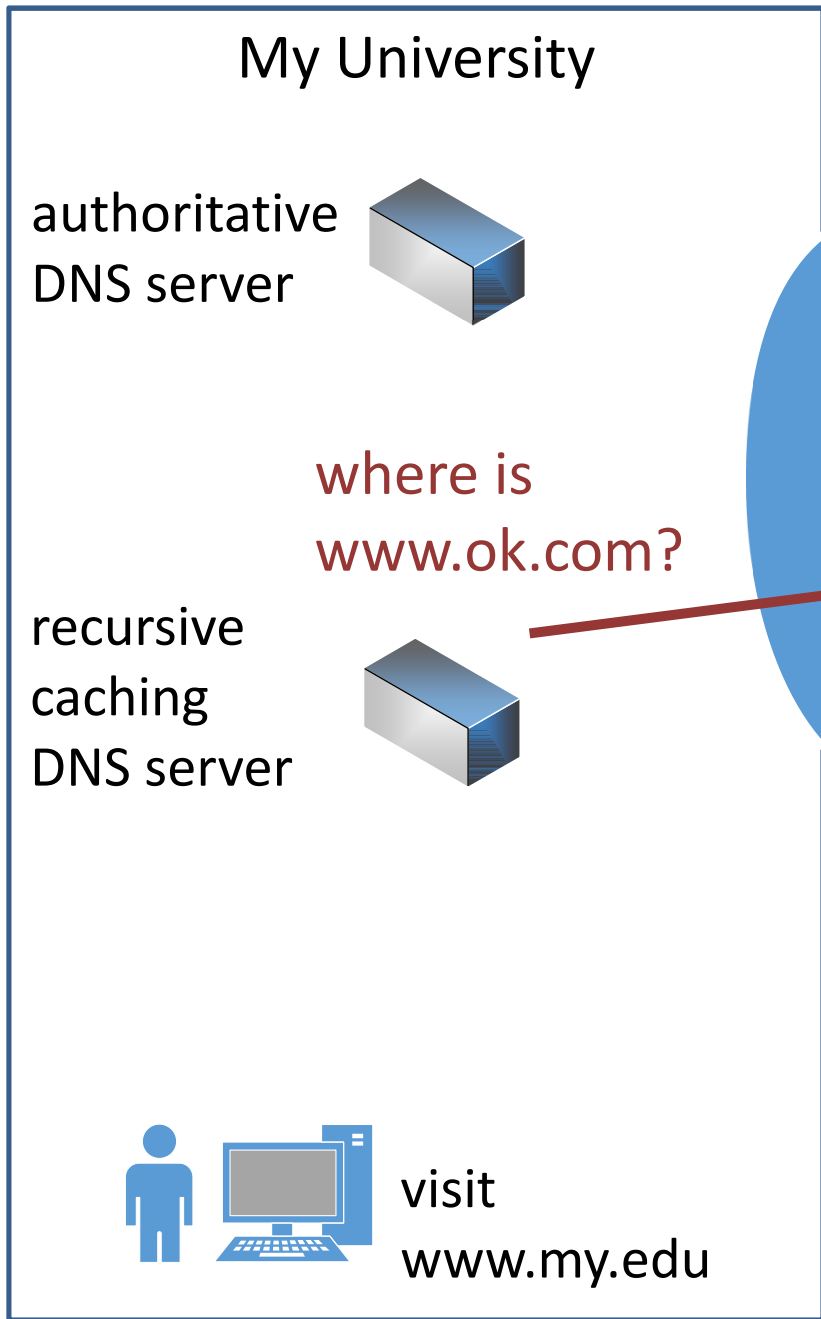 My University
authoritative
DNS server
where is
www.ok.com?
recursive
caching
DNS server
visit
www.my.edu